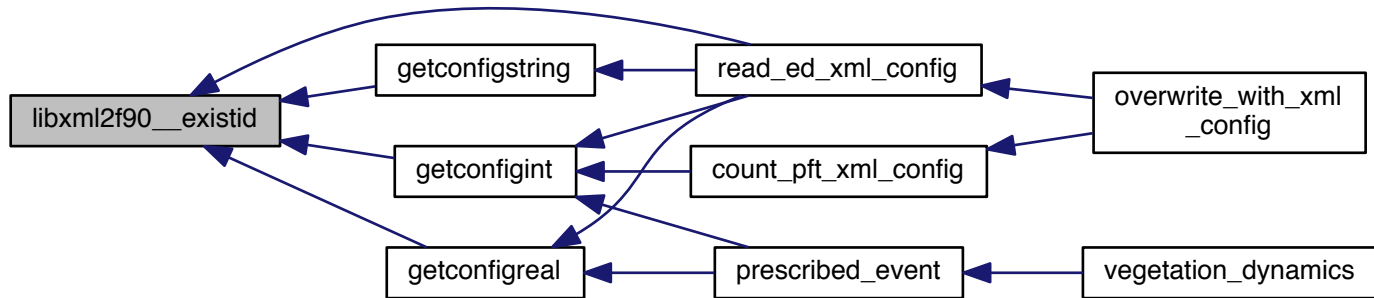 libxml2f90__existid
getconfigstring
getconfigint
getconfigreal
read_ed_xml_config
count_pft_xml_config
prescribed_event
overwrite_with_xml
_config
vegetation_dynamics